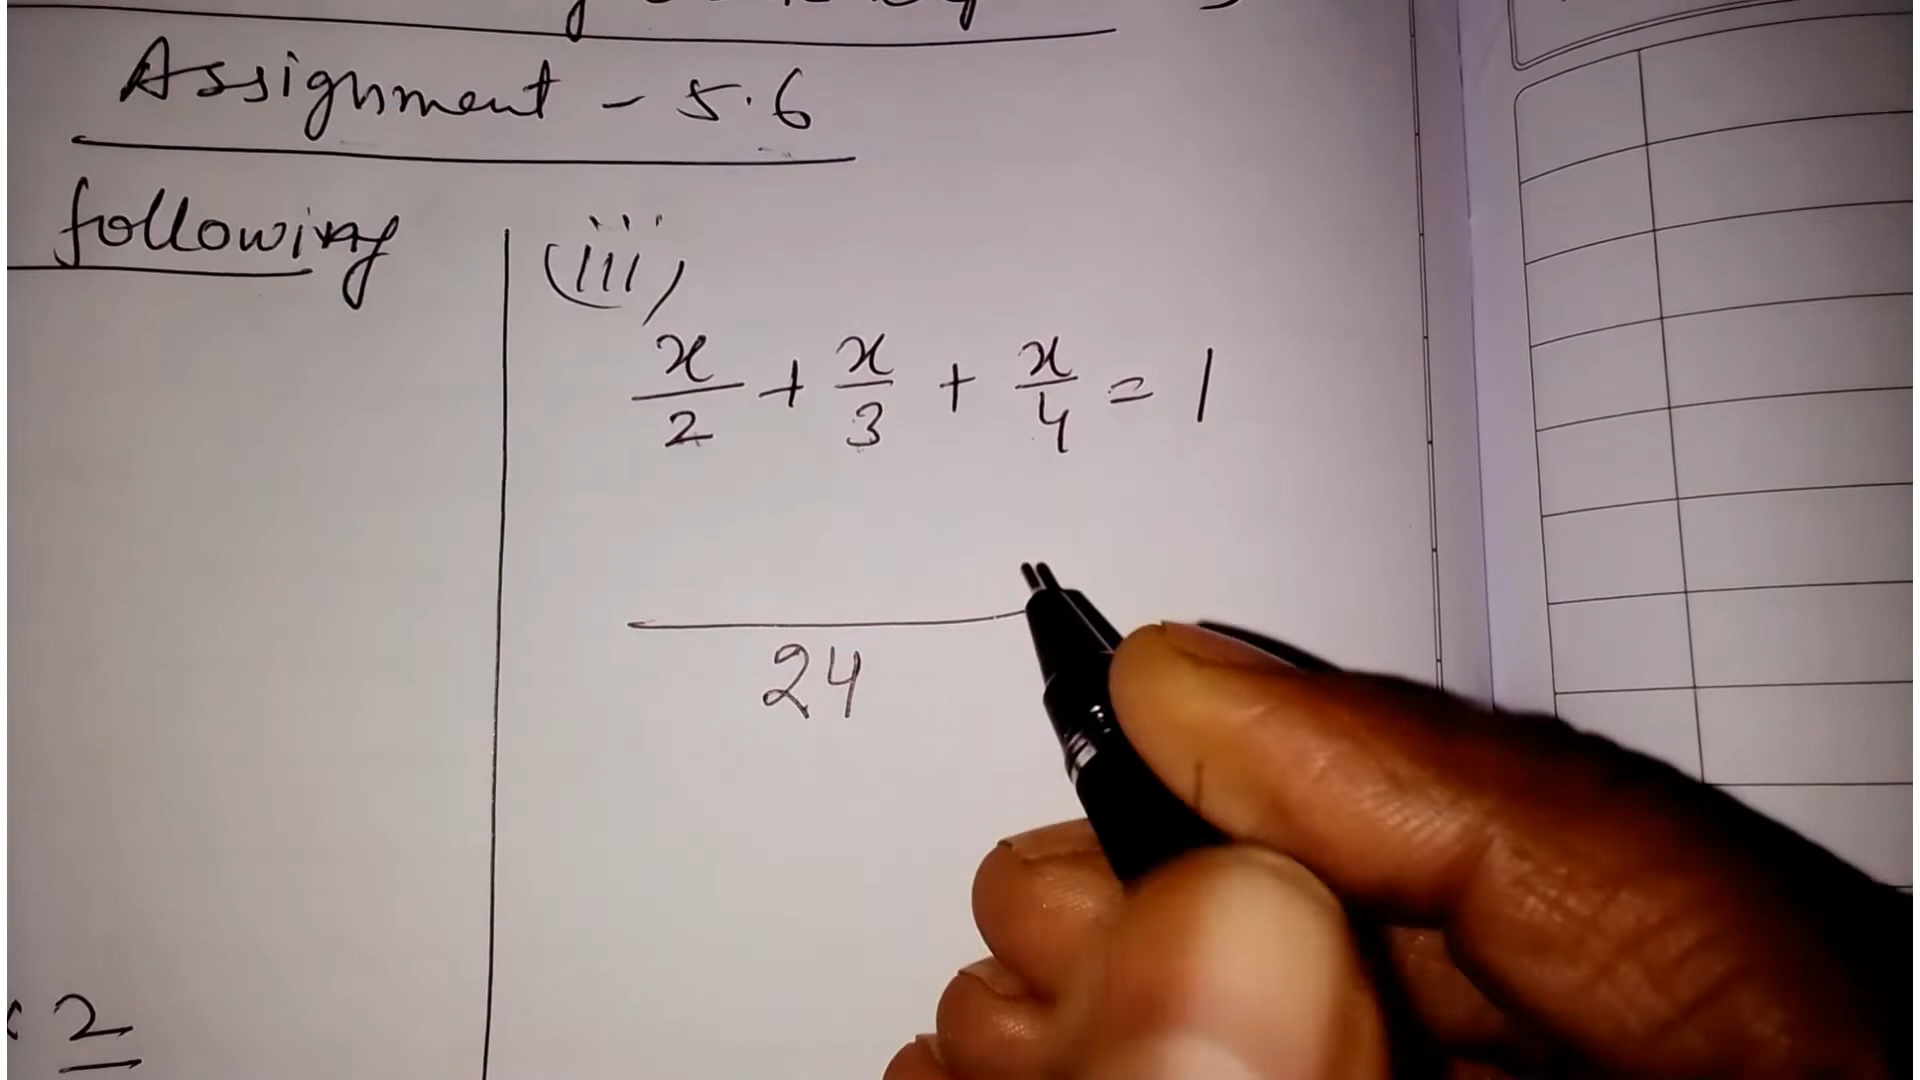 Assignment - 5.6
following
(iii)
x/2 + x/3 + x/4 = 1
24
2